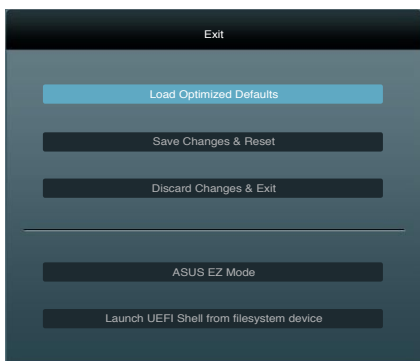 Exit
Load Optimized Defaults
Save Changes & Reset
Discard Changes & Exit
ASUS EZ Mode
Launch UEFI Shell from filesystem device